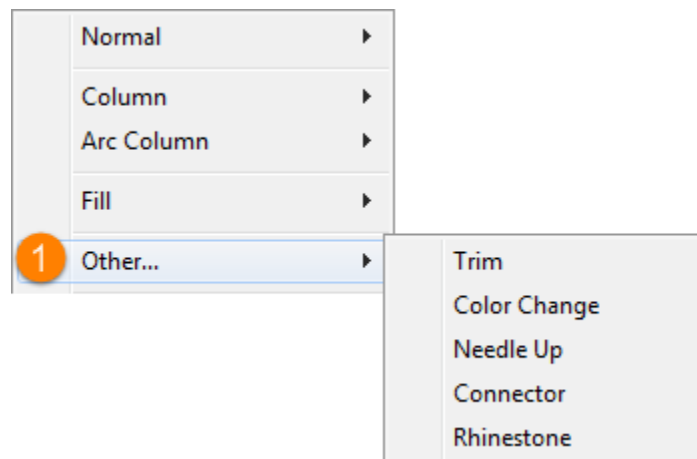 Normal
Column
Arc Column
Fill
1 Other...
Trim
Color Change
Needle Up
Connector
Rhinestone